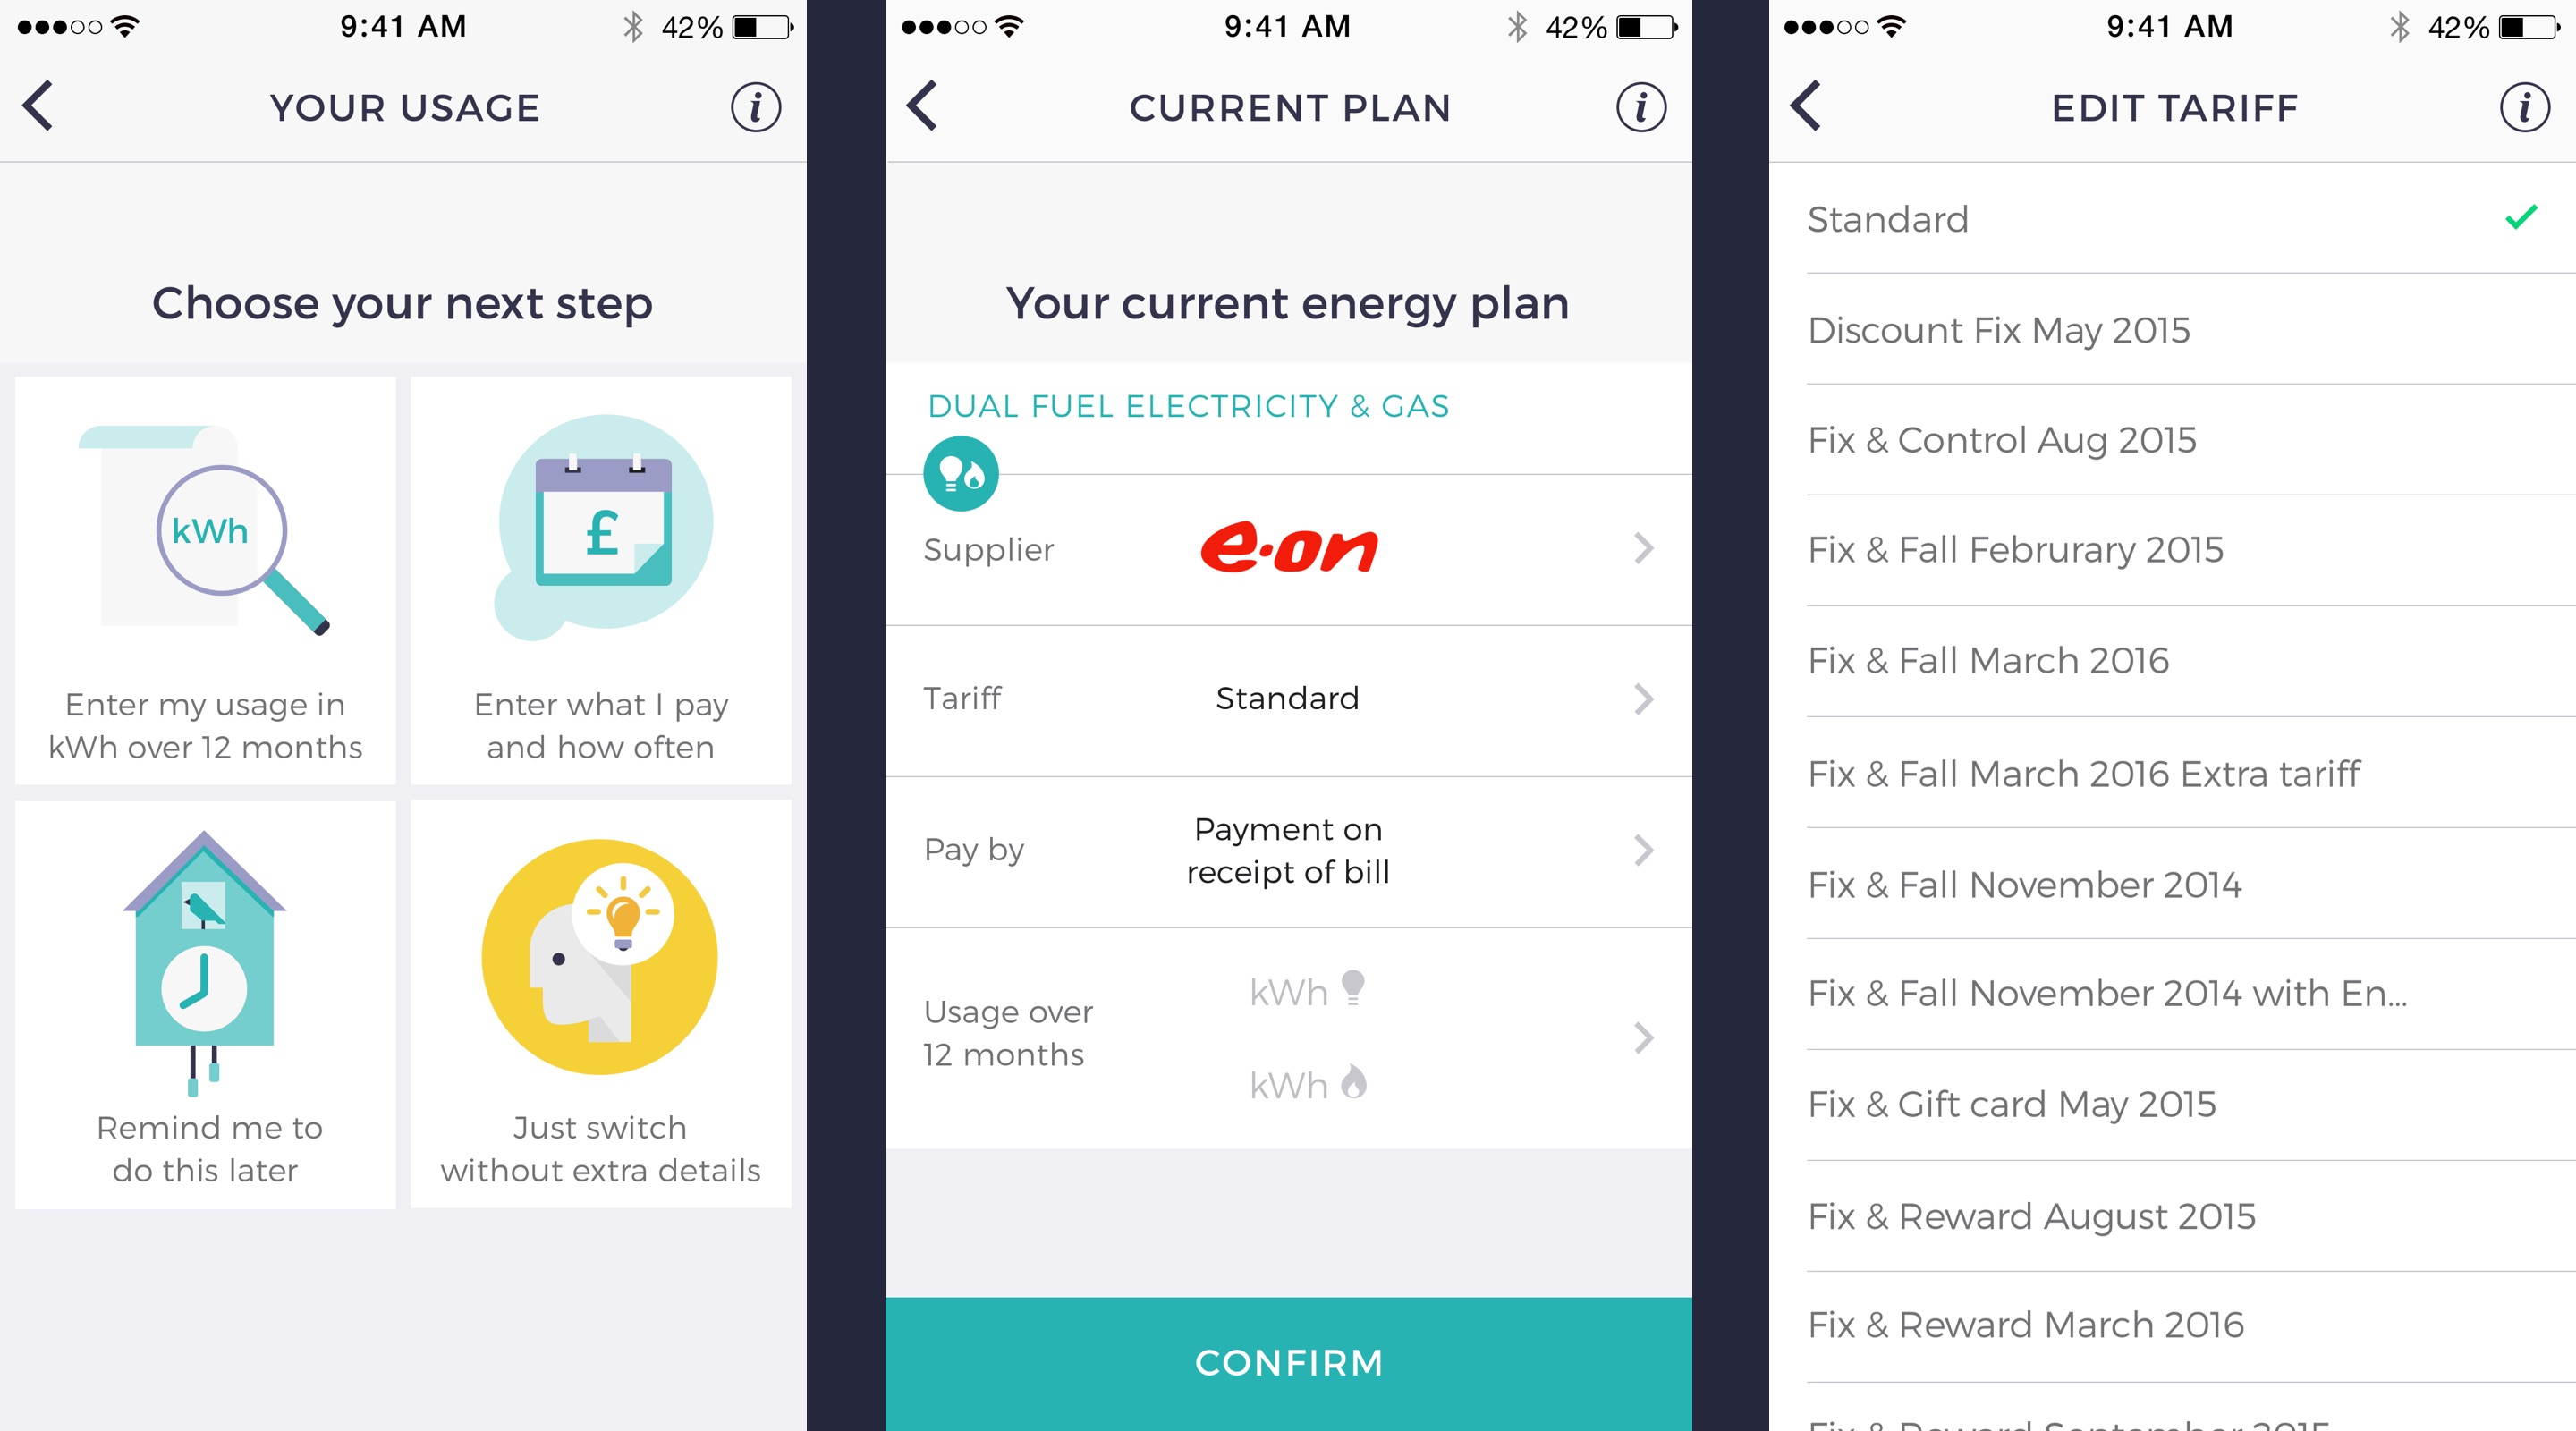 9:41 AM
42%
YOUR USAGE
i
Choose your next step
kWh
£
Enter my usage in
kWh over 12 months
Enter what I pay
and how often
Remind me to
do this later
Just switch
without extra details
9:41 AM
42%
CURRENT PLAN
i
Your current energy plan
DUAL FUEL ELECTRICITY & GAS
Supplier
e·on
Tariff
Standard
Pay by
Payment on
receipt of bill
Usage over
12 months
kWh
kWh
CONFIRM
9:41 AM
42%
EDIT TARIFF
i
Standard
Discount Fix May 2015
Fix & Control Aug 2015
Fix & Fall Februrary 2015
Fix & Fall March 2016
Fix & Fall March 2016 Extra tariff
Fix & Fall November 2014
Fix & Fall November 2014 with En...
Fix & Gift card May 2015
Fix & Reward August 2015
Fix & Reward March 2016
Fix & Reward September 2015